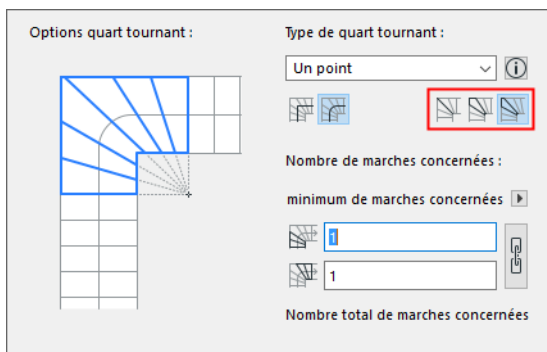 Options quart tournant :
Type de quart tournant :
Un point
Nombre de marches concernées :
minimum de marches concernées
1
1
Nombre total de marches concernées